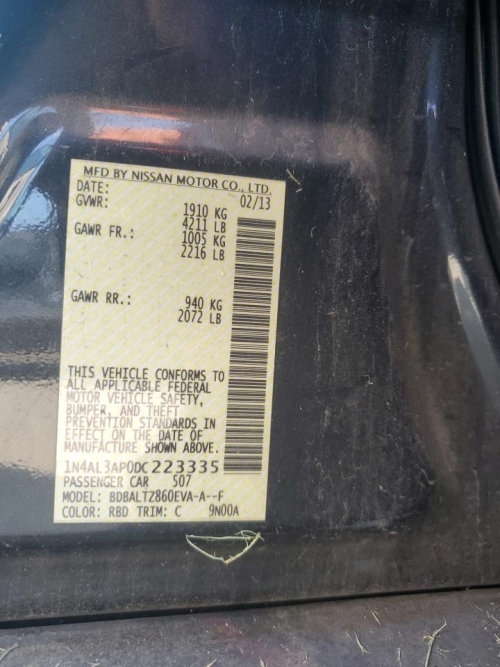 MFD BY NISSAN MOTOR CO., LTD.
DATE: 02/13
GVWR: 1910 KG
4211 LB
GAWR FR.: 1005 KG
2216 LB
GAWR RR.: 940 KG
2072 LB
THIS VEHICLE CONFORMS TO
ALL APPLICABLE FEDERAL
MOTOR VEHICLE SAFETY,
BUMPER, AND THEFT
PREVENTION STANDARDS IN
EFFECT ON THE DATE OF
MANUFACTURE SHOWN ABOVE.
1N4AL3AP0DC223335
PASSENGER CAR 507
MODEL: BDBALTZ860EVA-A--F
COLOR: RBD TRIM: C 9N00A